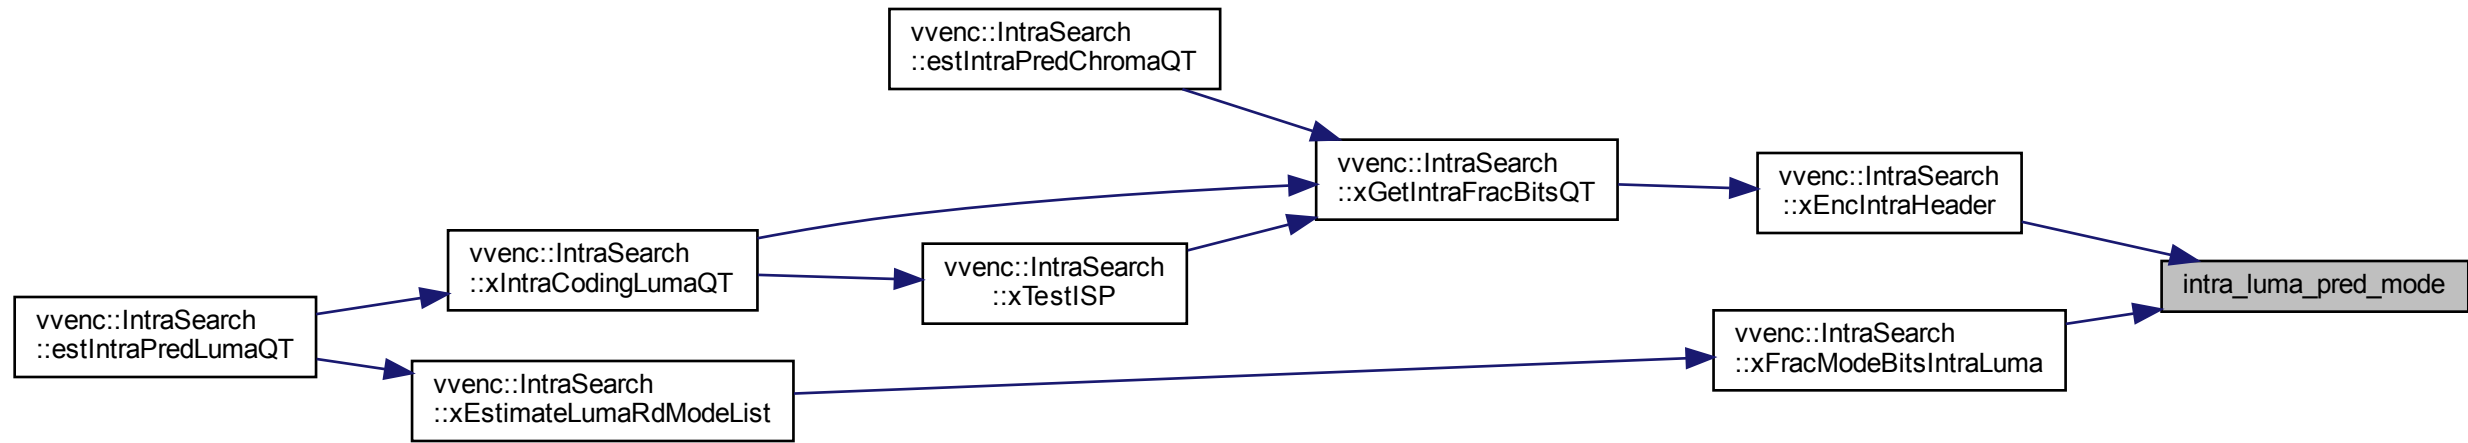 vvenc::IntraSearch
::estIntraPredChromaQT
vvenc::IntraSearch
::xGetIntraFracBitsQT
vvenc::IntraSearch
::xEncIntraHeader
vvenc::IntraSearch
::xIntraCodingLumaQT
vvenc::IntraSearch
::xTestISP
intra_luma_pred_mode
vvenc::IntraSearch
::estIntraPredLumaQT
vvenc::IntraSearch
::xFracModeBitsIntraLuma
vvenc::IntraSearch
::xEstimateLumaRdModeList